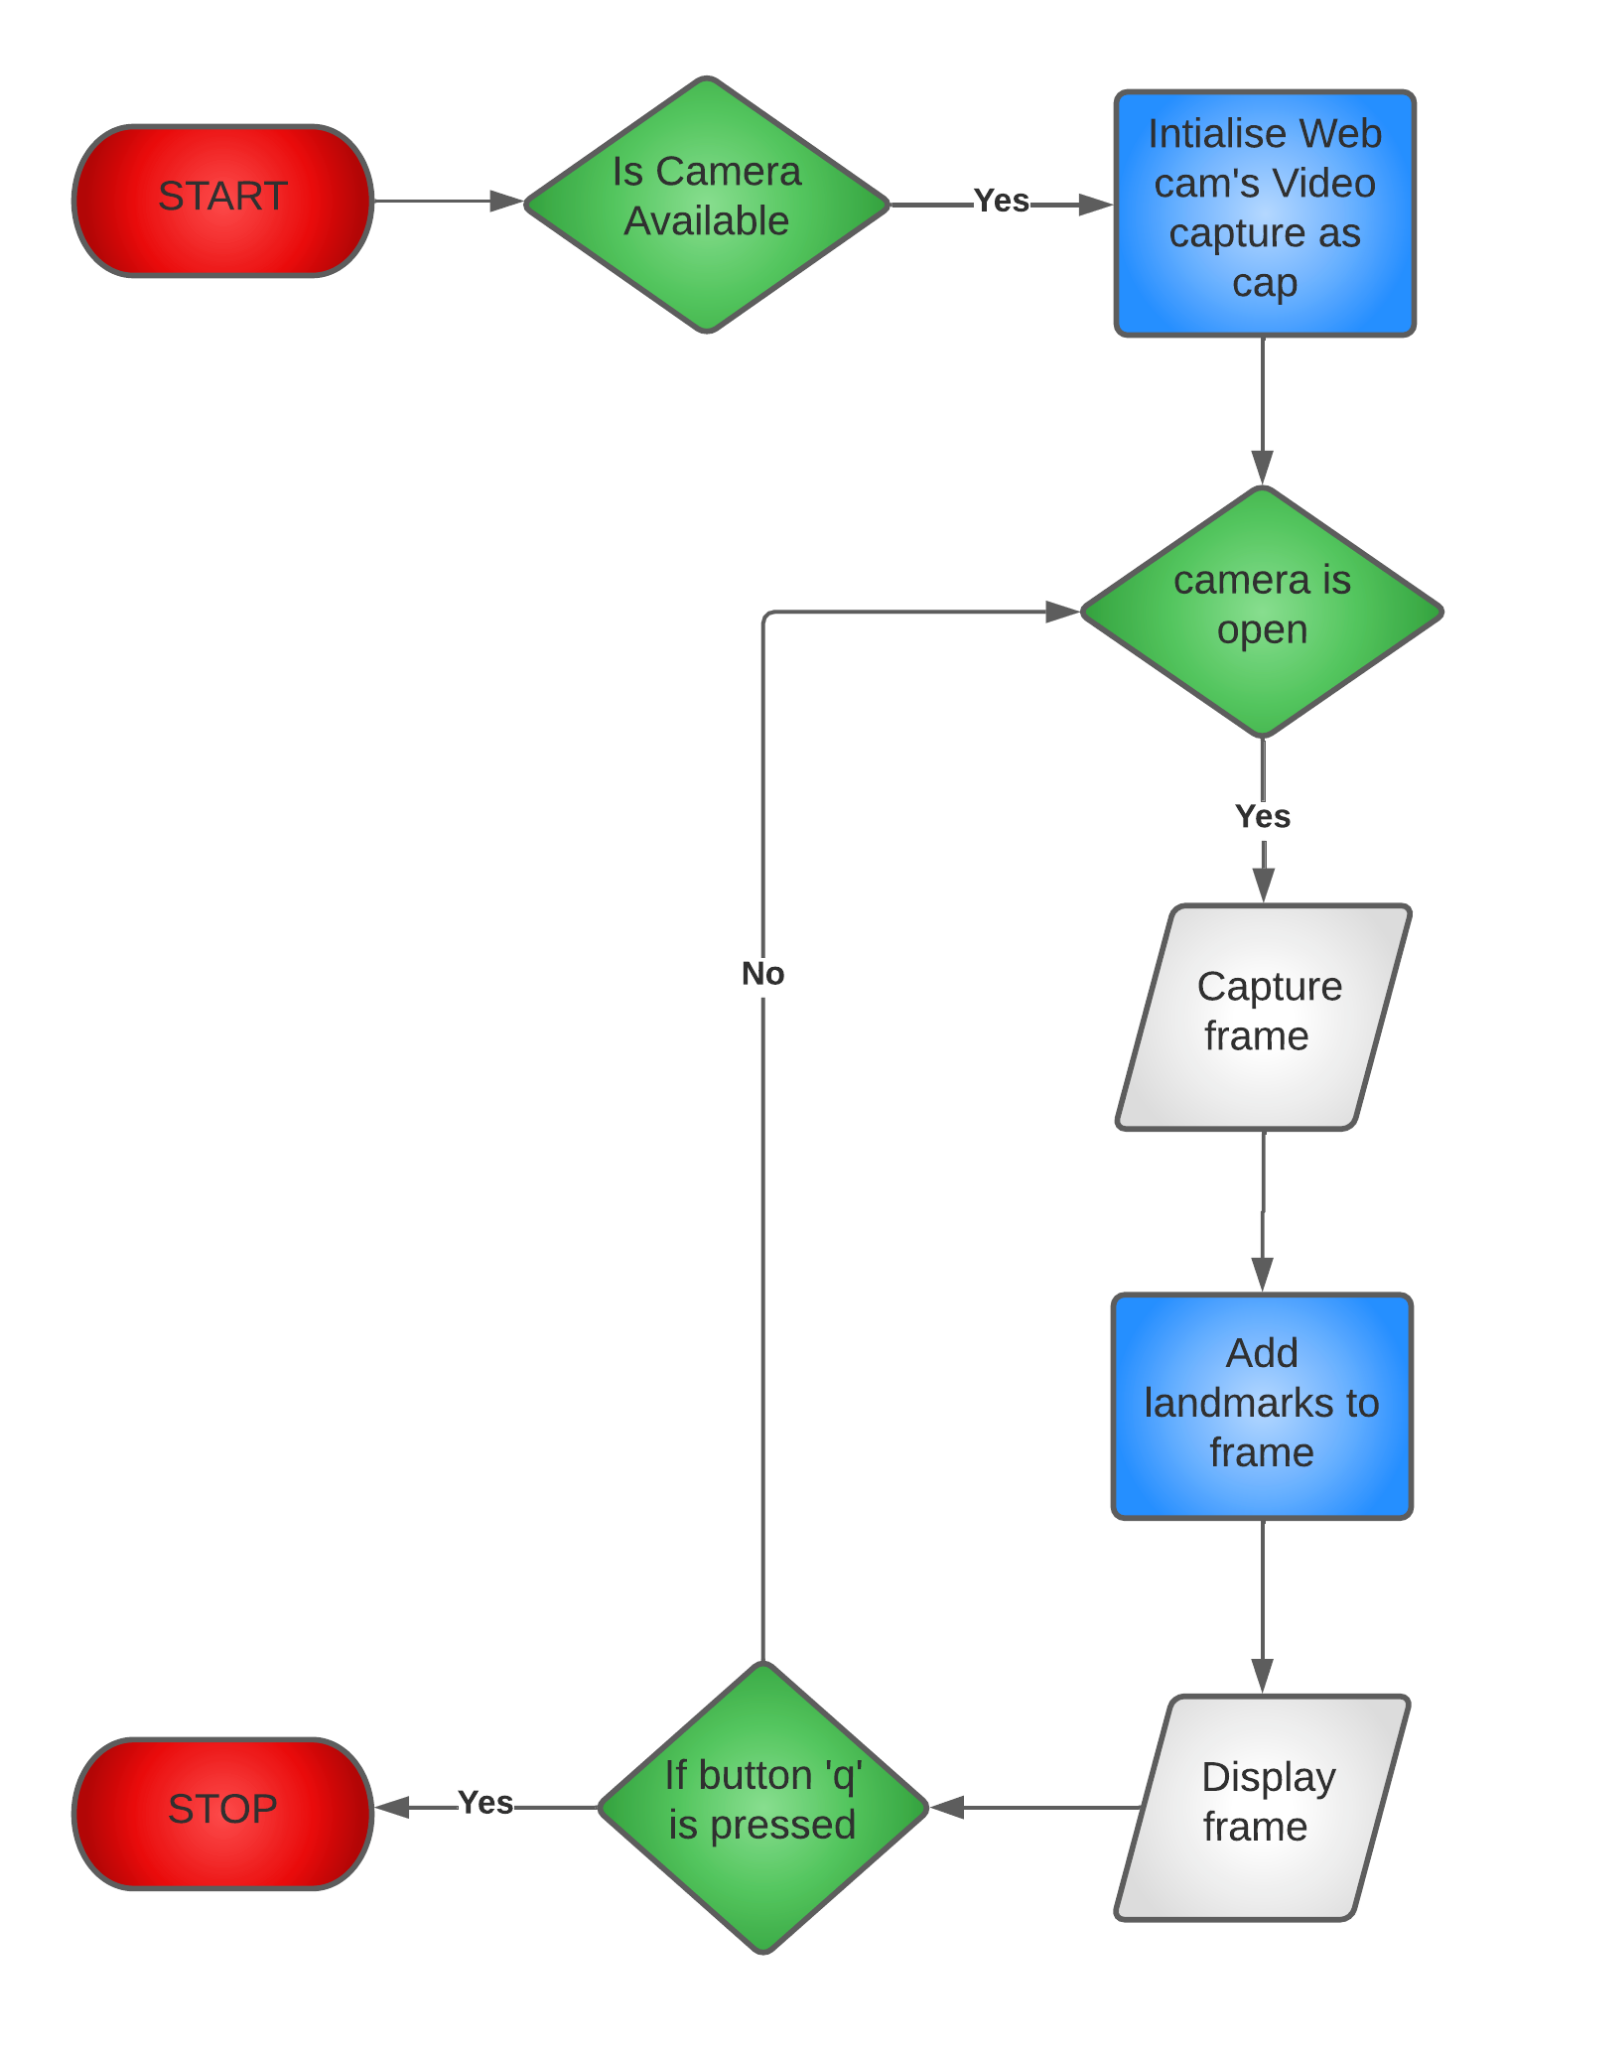 START
Is Camera
Available
Yes
Intialise Web
cam's Video
capture as
cap
camera is
open
Yes
No
Capture
frame
Add
landmarks to
frame
Display
frame
If button 'q'
is pressed
Yes
STOP